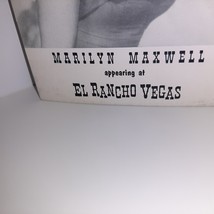 MARILYN MAXWELL
appearing at
EL RANCHO VEGAS